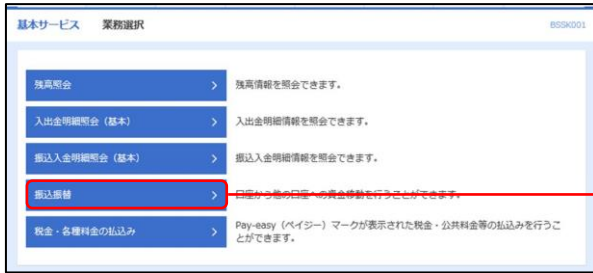 基本サービス 業務選択 BSSK001
残高照会 残高情報を照会できます。
入出金明細照会（基本） 入出金明細情報を照会できます。
振込入金明細照会（基本） 振込入金明細情報を照会できます。
振込振替 口座から他の口座への資金移動を行うことができます。
税金・各種料金の払込み Pay-easy（ペイジー）マークが表示された税金・公共料金等の払込みを行うこ
とができます。